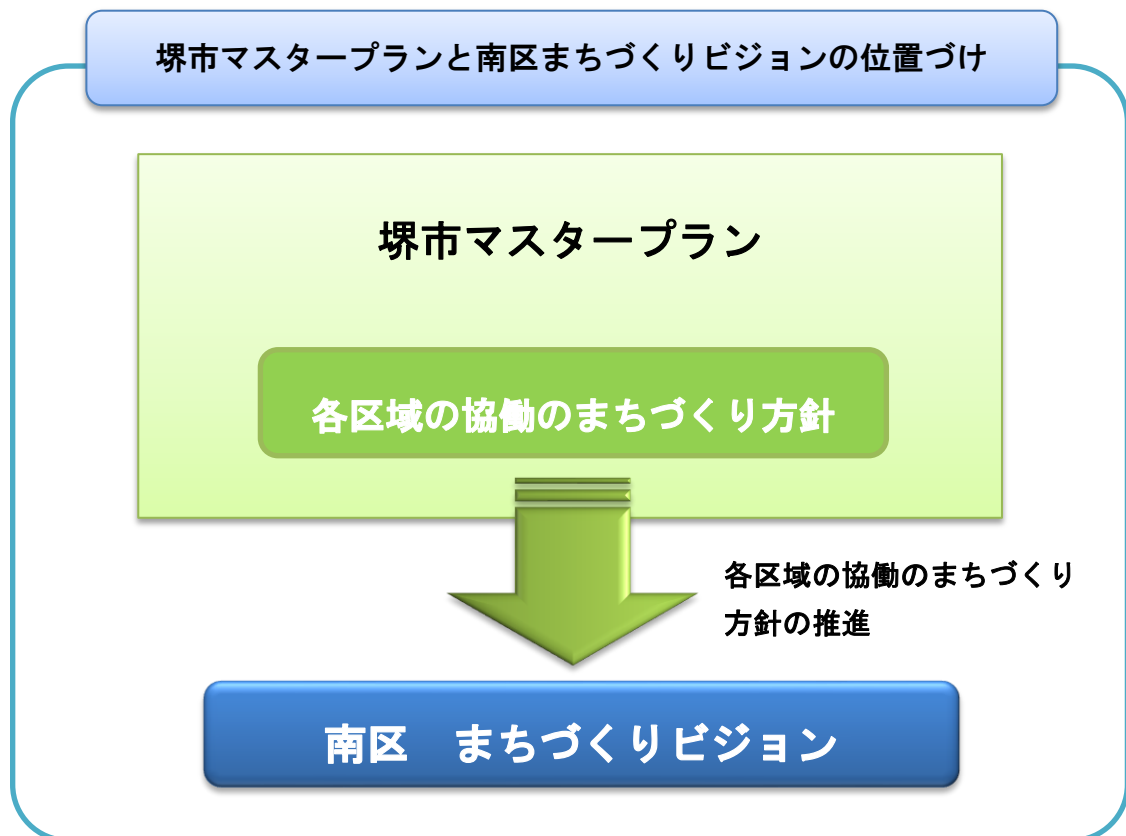 堺市マスタープランと南区まちづくりビジョンの位置づけ
堺市マスタープラン
各区域の協働のまちづくり方針
各区域の協働のまちづくり
方針の推進
南区　まちづくりビジョン